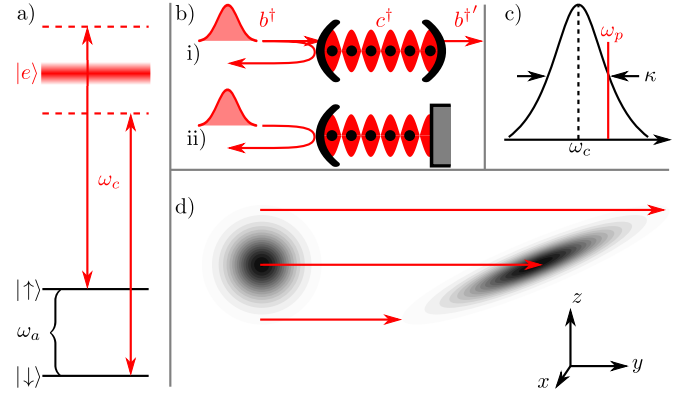 a)
|e⟩
ω_c
|↑⟩
ω_a
|↓⟩
b)
b†
c†
b†′
i)
ii)
c)
ω_p
κ
ω_c
d)
z
y
x